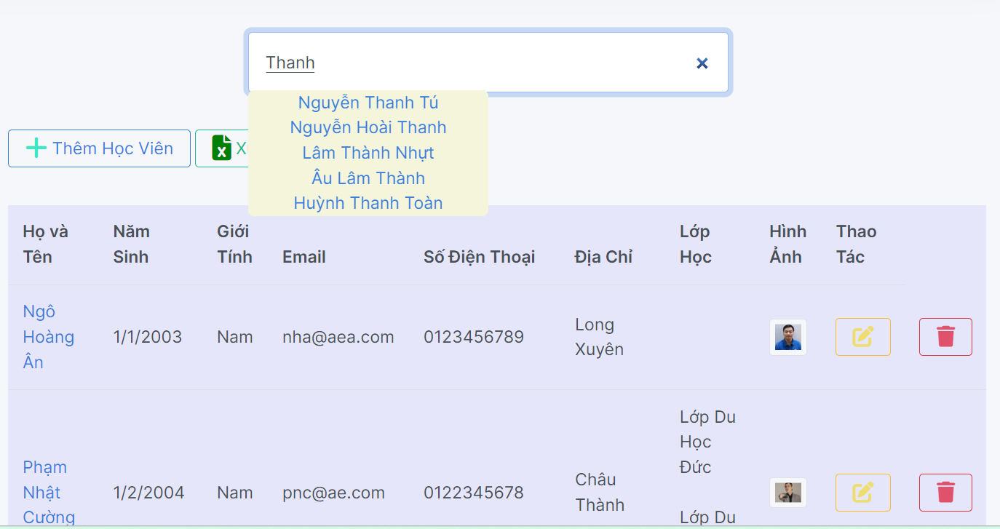 Thanh
Nguyễn Thanh Tú
Nguyễn Hoài Thanh
Lâm Thành Nhựt
Âu Lâm Thành
Huỳnh Thanh Toàn
Thêm Học Viên
Họ và Tên
Năm Sinh
Giới Tính
Email
Số Điện Thoại
Địa Chỉ
Lớp Học
Hình Ảnh
Thao Tác
Ngô Hoàng Ân
1/1/2003
Nam
nha@aea.com
0123456789
Long Xuyên
Phạm Nhật Cường
1/2/2004
Nam
pnc@ae.com
0122345678
Châu Thành
Lớp Du Học Đức
Lớp Du